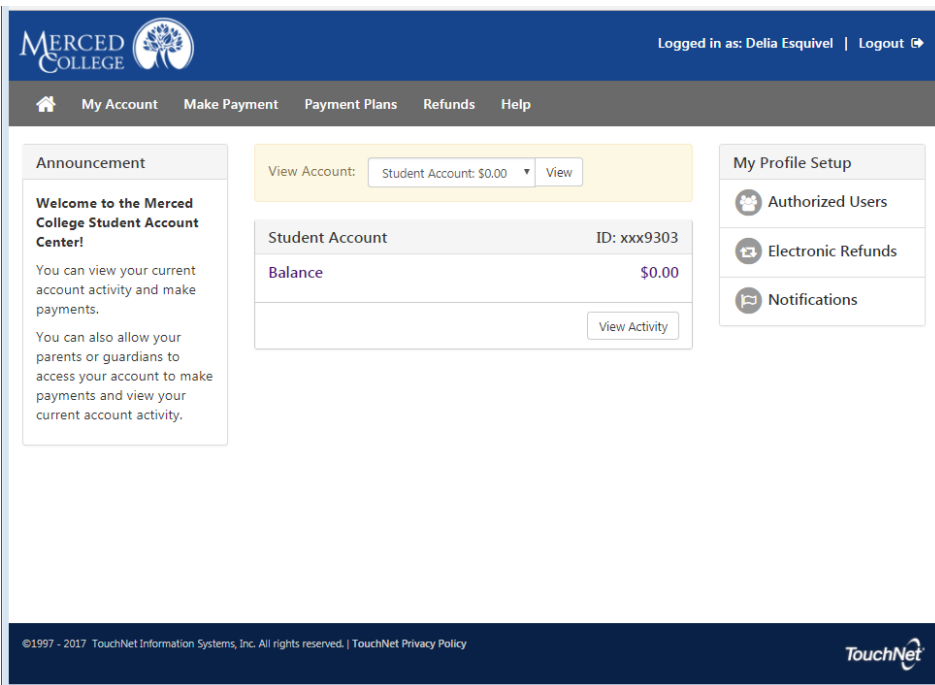 MERCED
COLLEGE
Logged in as: Delia Esquivel | Logout
My Account Make Payment Payment Plans Refunds Help
Announcement
Welcome to the Merced
College Student Account
Center!
You can view your current
account activity and make
payments.
You can also allow your
parents or guardians to
access your account to make
payments and view your
current account activity.
View Account: Student Account: $0.00 View
Student Account ID: xxx9303
Balance $0.00
View Activity
My Profile Setup
Authorized Users
Electronic Refunds
Notifications
©1997 - 2017 TouchNet Information Systems, Inc. All rights reserved. | TouchNet Privacy Policy
TouchNet